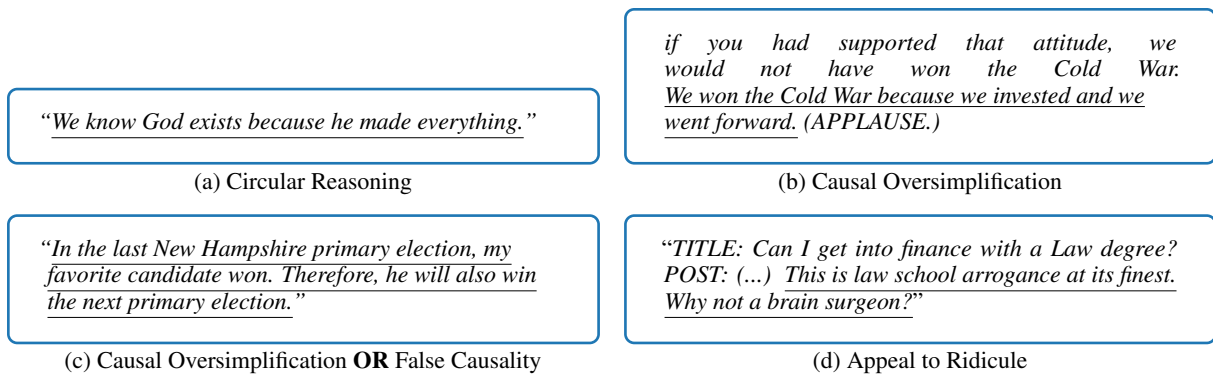 “We know God exists because he made everything.”
(a) Circular Reasoning
if you had supported that attitude, we
would not have won the Cold War.
We won the Cold War because we invested and we
went forward. (APPLAUSE.)
(b) Causal Oversimplification
“In the last New Hampshire primary election, my
favorite candidate won. Therefore, he will also win
the next primary election.”
(c) Causal Oversimplification OR False Causality
“TITLE: Can I get into finance with a Law degree?
POST: (...) This is law school arrogance at its finest.
Why not a brain surgeon?”
(d) Appeal to Ridicule